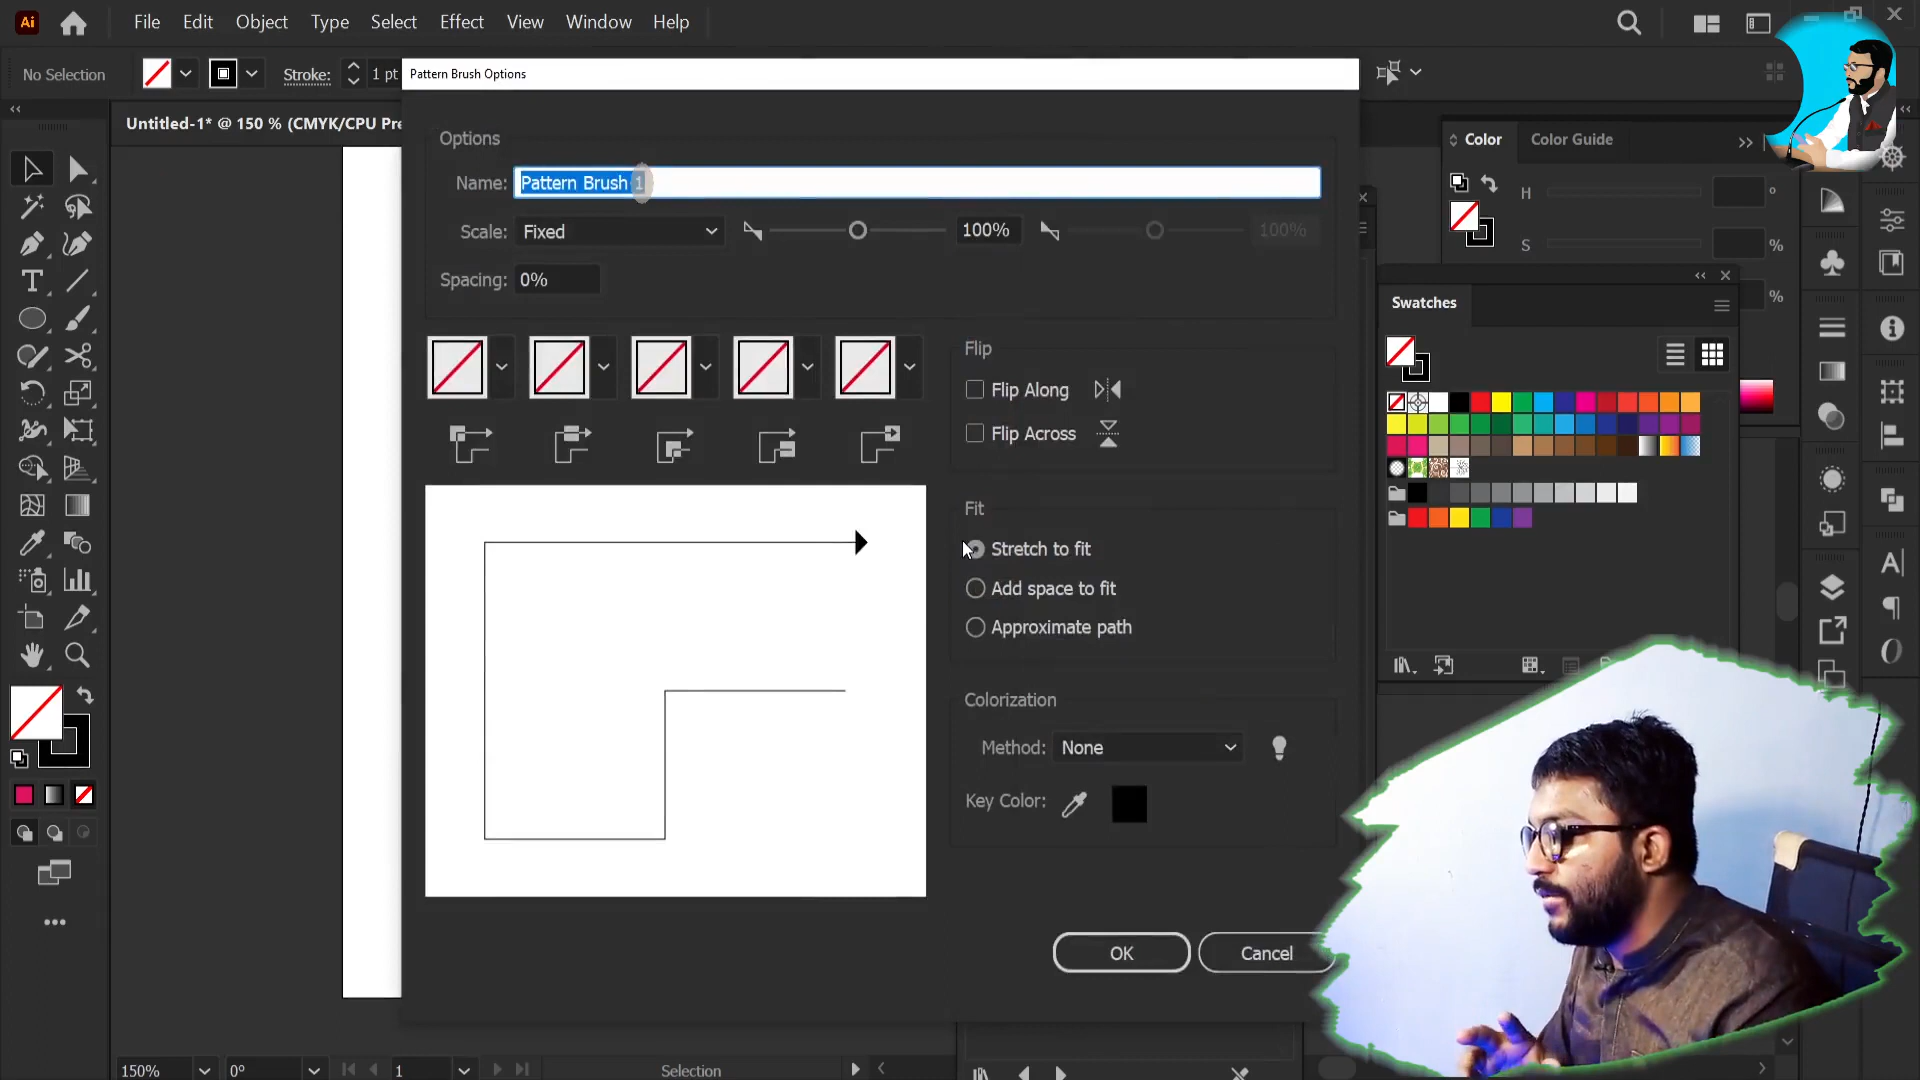 Ai File Edit Object Type Select Effect View Window Help
No Selection Stroke: 1 pt
Pattern Brush Options
Untitled-1* @ 150 % (CMYK/CPU Pre
Options
Name: Pattern Brush 1
Scale: Fixed 100% 100%
Spacing: 0%
Flip
Flip Along
Flip Across
Fit
Stretch to fit
Add space to fit
Approximate path
Colorization
Method: None
Key Color:
OK Cancel
Color Color Guide
H °
S %
%
Swatches
150% 0° 1 Selection